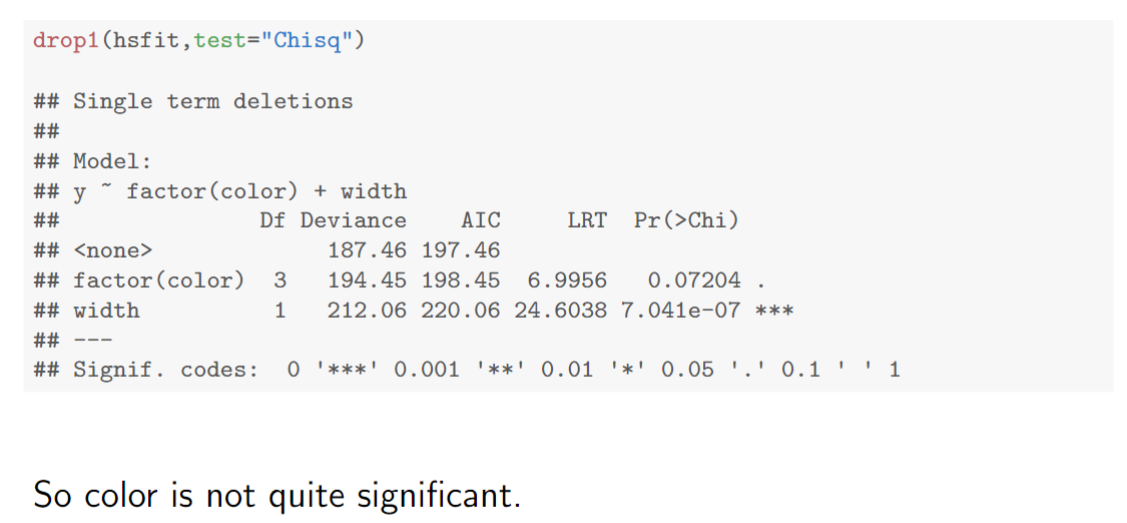 drop1(hsfit,test="Chisq")
## Single term deletions
##
## Model:
## y ~ factor(color) + width
##               Df Deviance    AIC     LRT  Pr(>Chi)
## <none>             187.46 197.46
## factor(color)  3   194.45 198.45  6.9956   0.07204 .
## width          1   212.06 220.06 24.6038 7.041e-07 ***
## ---
## Signif. codes:  0 '***' 0.001 '**' 0.01 '*' 0.05 '.' 0.1 ' ' 1
So color is not quite significant.